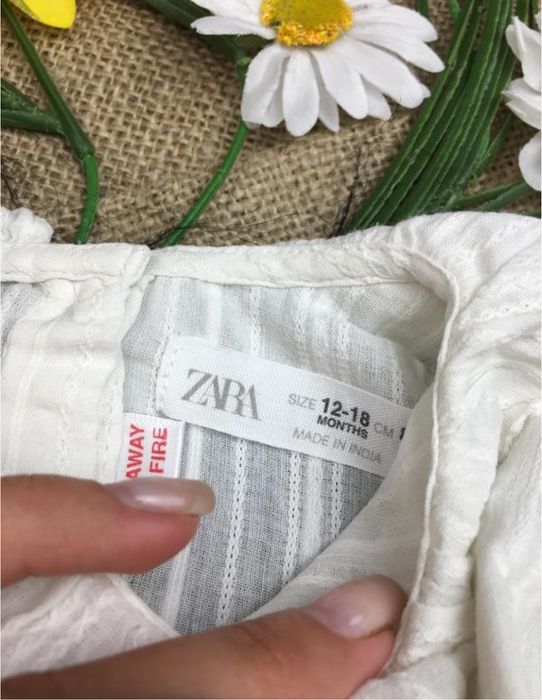 ZARA
SIZE 12-18 CM
MONTHS
MADE IN INDIA
AWAY
FIRE